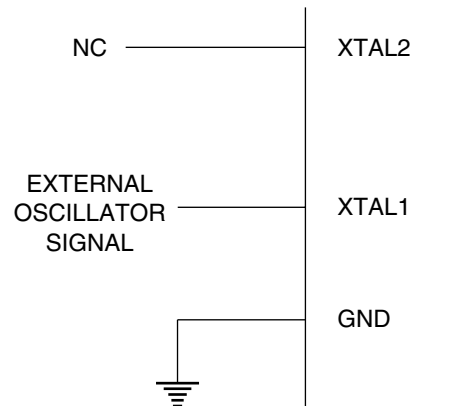 NC
XTAL2
EXTERNAL
OSCILLATOR
SIGNAL
XTAL1
GND